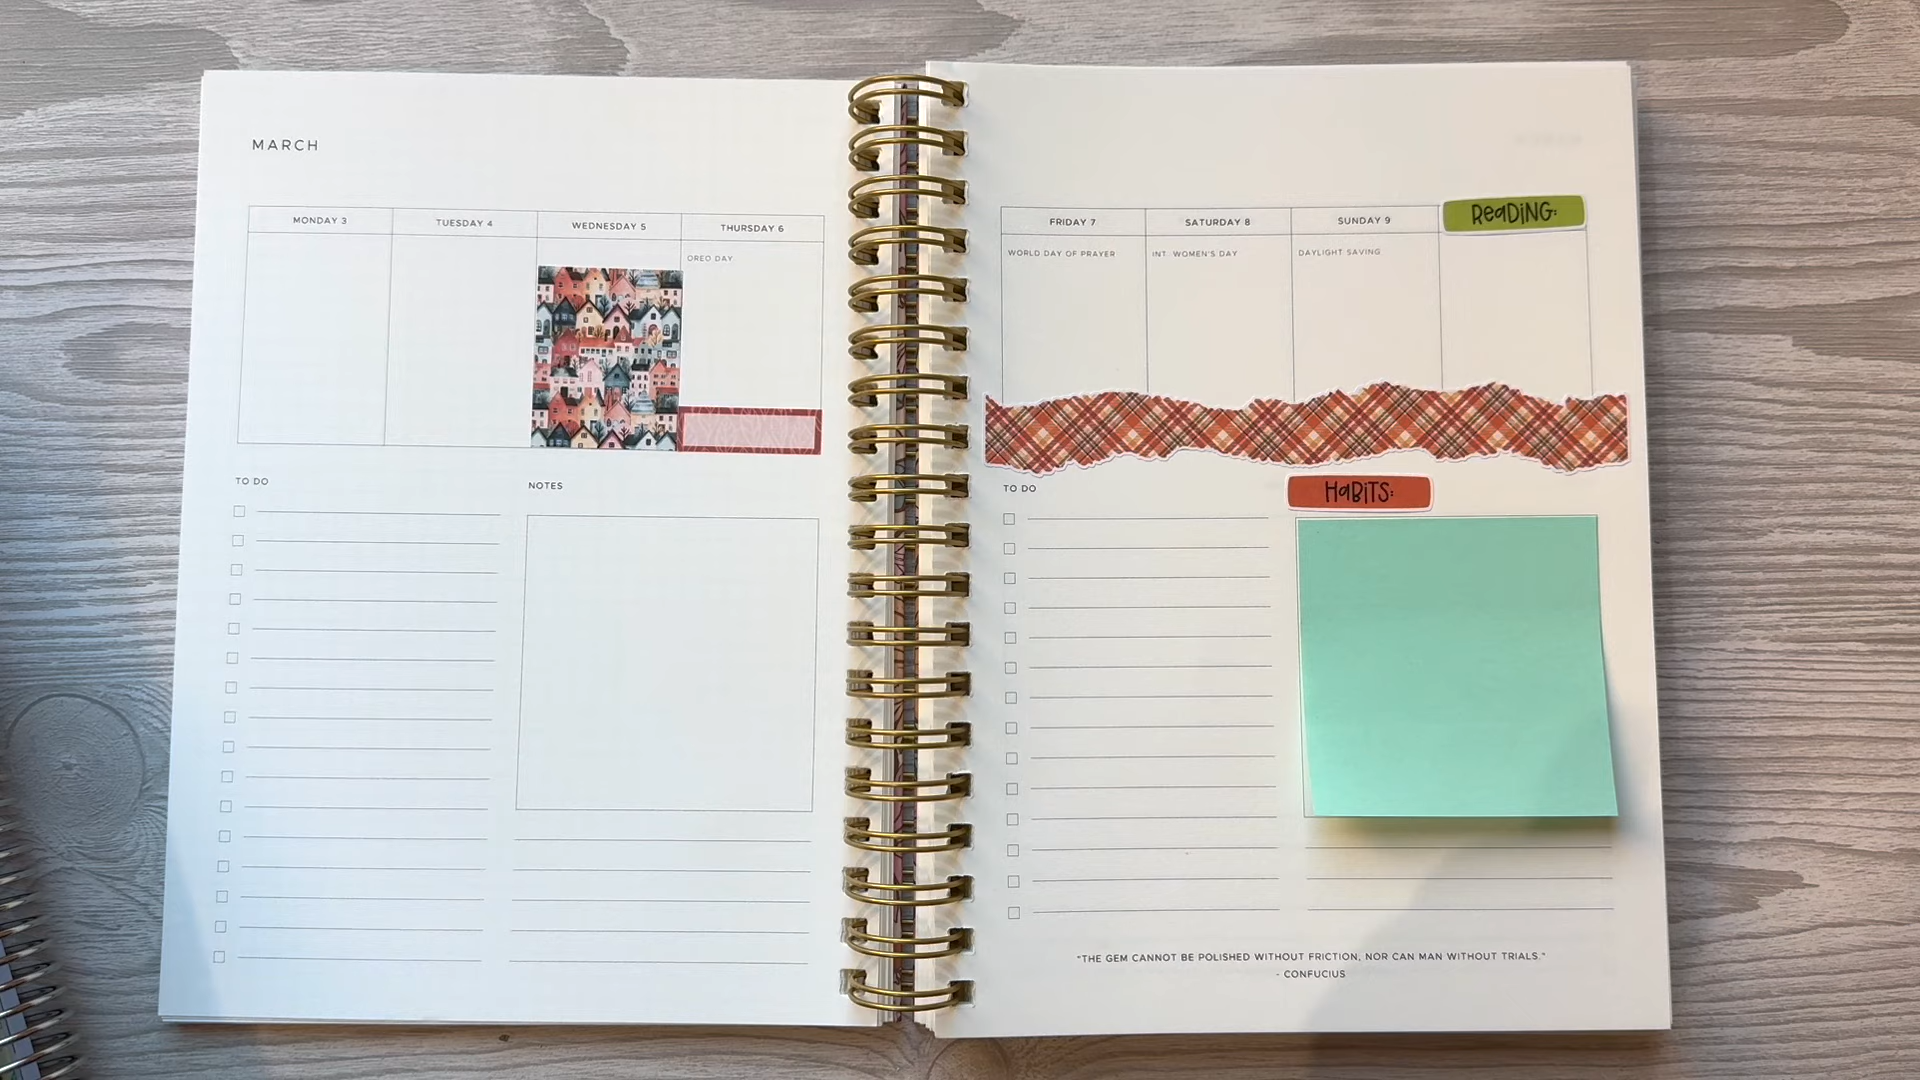 MARCH
MONDAY 3
TUESDAY 4
WEDNESDAY 5
THURSDAY 6
OREO DAY
TO DO
NOTES
FRIDAY 7
SATURDAY 8
SUNDAY 9
READING:
WORLD DAY OF PRAYER
INT. WOMEN'S DAY
DAYLIGHT SAVING
TO DO
HABITS:
"THE GEM CANNOT BE POLISHED WITHOUT FRICTION, NOR CAN MAN WITHOUT TRIALS."
- CONFUCIUS